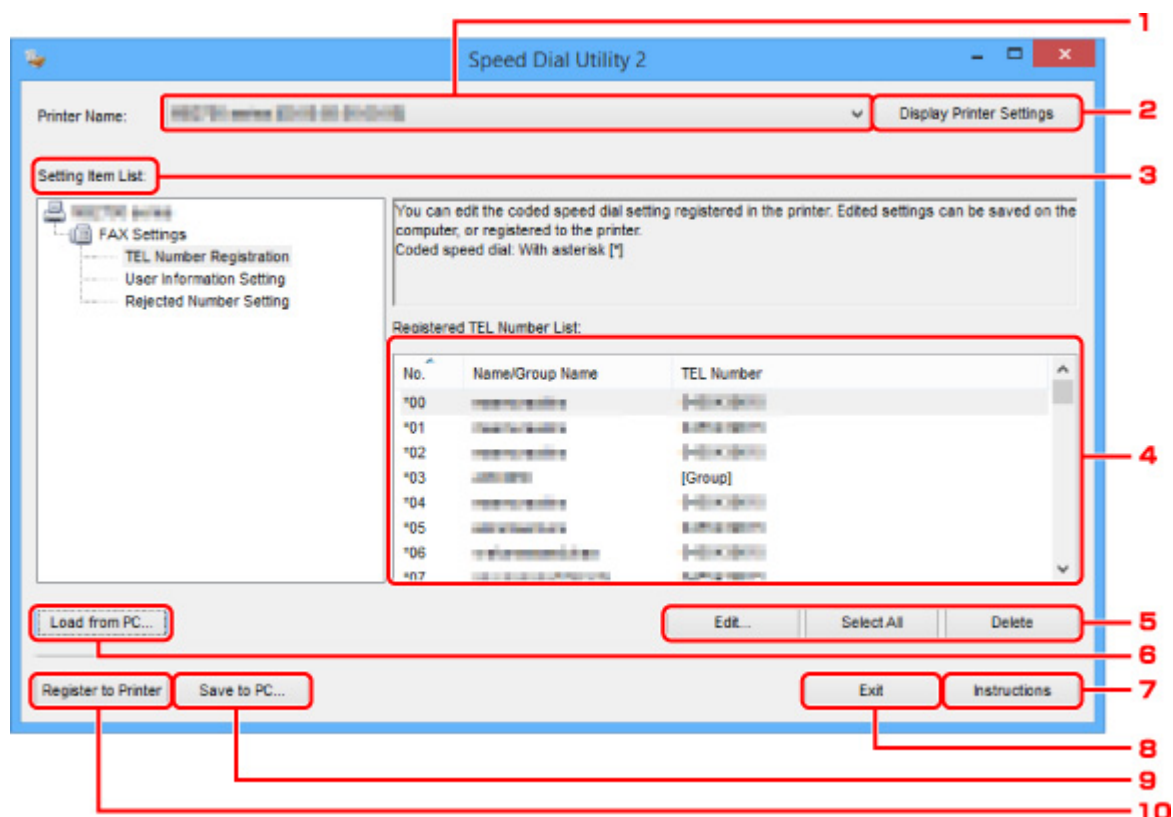 1
Speed Dial Utility 2
Printer Name:
Display Printer Settings
2
Setting Item List:
3
FAX Settings
TEL Number Registration
User Information Setting
Rejected Number Setting
You can edit the coded speed dial setting registered in the printer. Edited settings can be saved on the
computer, or registered to the printer.
Coded speed dial: With asterisk [*]
Registered TEL Number List:
No. Name/Group Name TEL Number
*00
*01
*02
*03 [Group]
*04
*05
*06
*07
4
Load from PC... Edit... Select All Delete 5
6
Register to Printer Save to PC... Exit Instructions 7
8
9
10